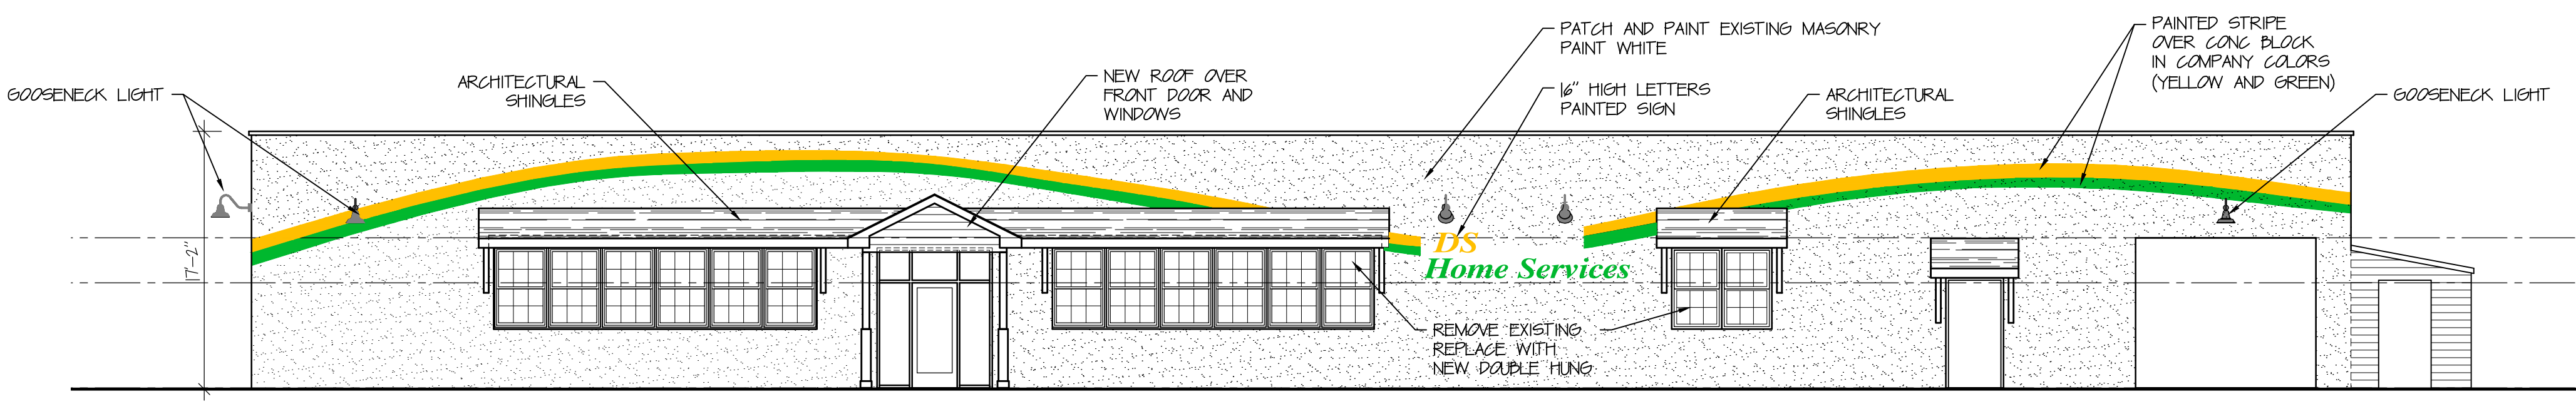 GOOSENECK LIGHT
ARCHITECTURAL
SHINGLES
NEW ROOF OVER
FRONT DOOR AND
WINDOWS
PATCH AND PAINT EXISTING MASONRY
PAINT WHITE
16" HIGH LETTERS
PAINTED SIGN
ARCHITECTURAL
SHINGLES
PAINTED STRIPE
OVER CONC BLOCK
IN COMPANY COLORS
(YELLOW AND GREEN)
GOOSENECK LIGHT
17'-2"
DS
Home Services
REMOVE EXISTING
REPLACE WITH
NEW DOUBLE HUNG